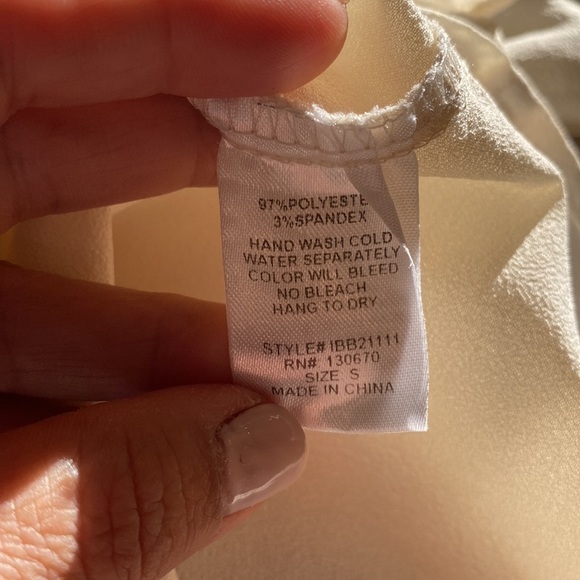 97%POLYESTE
3%SPANDEX
HAND WASH COLD
WATER SEPARATELY
COLOR WILL BLEED
NO BLEACH
HANG TO DRY
STYLE# IBB21111
RN#: 130670
SIZE: S
MADE IN CHINA